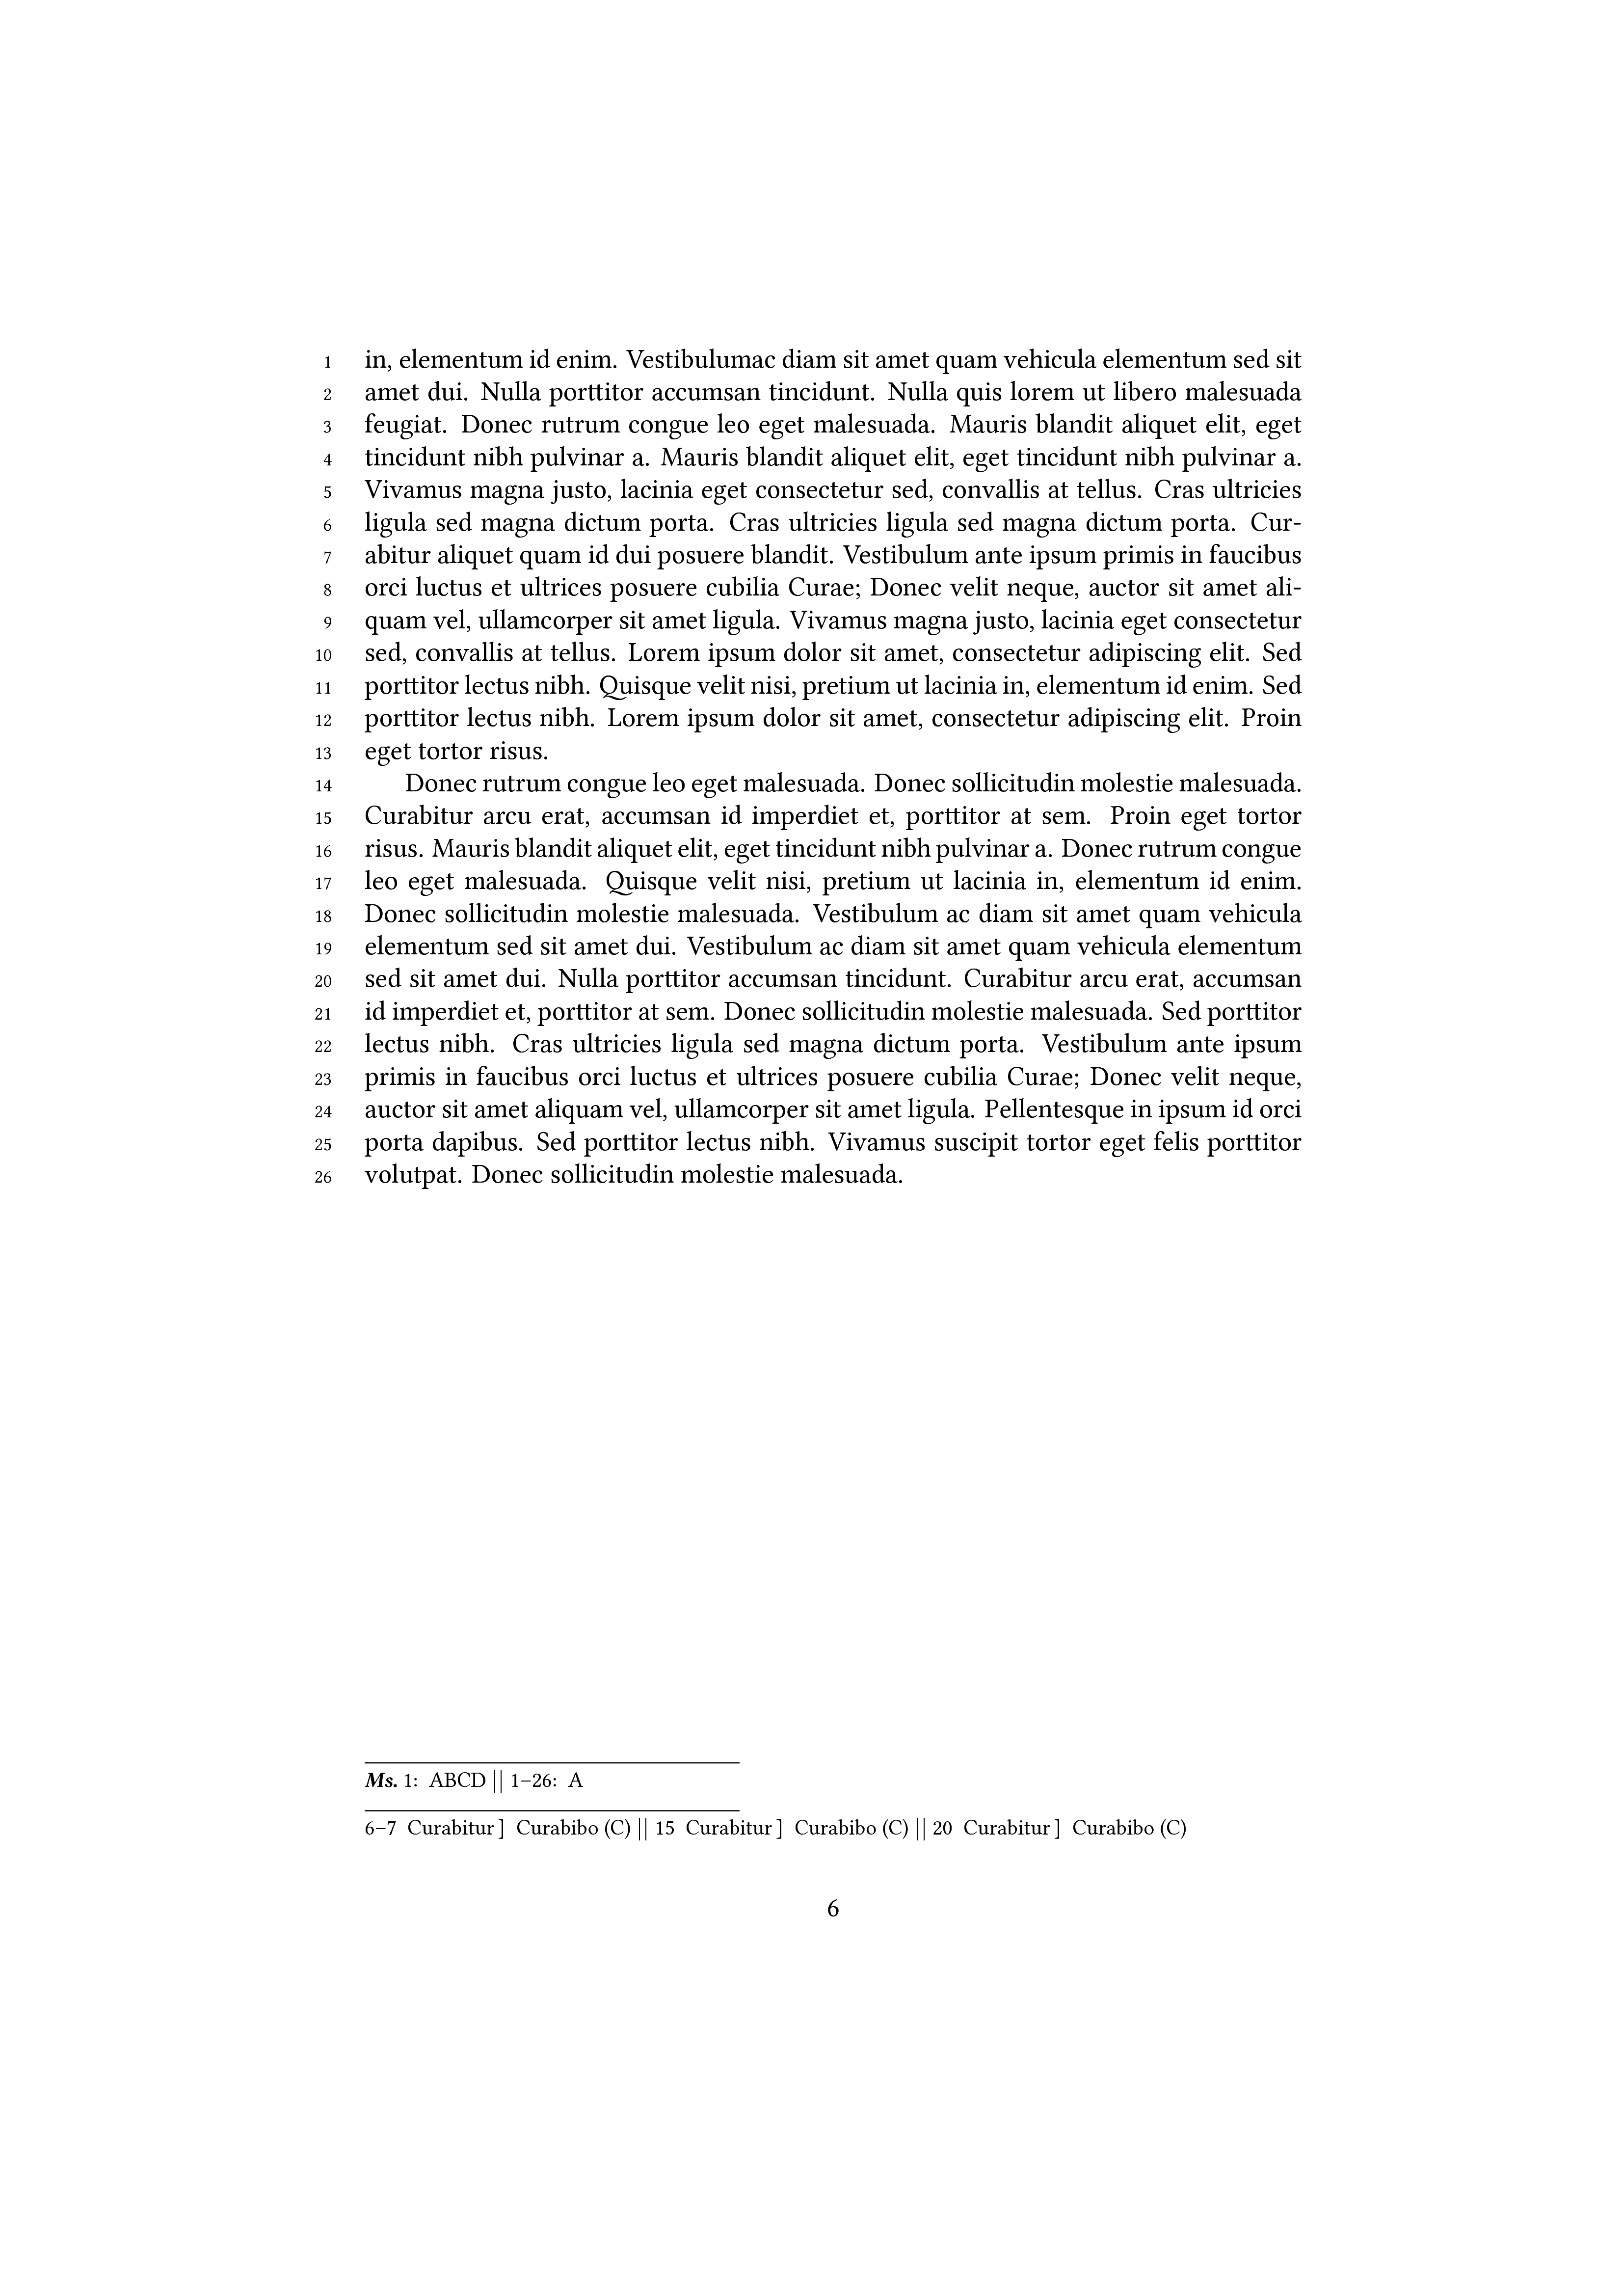 1 in, elementum id enim. Vestibulumac diam sit amet quam vehicula elementum sed sit
2 amet dui. Nulla porttitor accumsan tincidunt. Nulla quis lorem ut libero malesuada
3 feugiat. Donec rutrum congue leo eget malesuada. Mauris blandit aliquet elit, eget
4 tincidunt nibh pulvinar a. Mauris blandit aliquet elit, eget tincidunt nibh pulvinar a.
5 Vivamus magna justo, lacinia eget consectetur sed, convallis at tellus. Cras ultricies
6 ligula sed magna dictum porta. Cras ultricies ligula sed magna dictum porta. Cur-
7 abitur aliquet quam id dui posuere blandit. Vestibulum ante ipsum primis in faucibus
8 orci luctus et ultrices posuere cubilia Curae; Donec velit neque, auctor sit amet ali-
9 quam vel, ullamcorper sit amet ligula. Vivamus magna justo, lacinia eget consectetur
10 sed, convallis at tellus. Lorem ipsum dolor sit amet, consectetur adipiscing elit. Sed
11 porttitor lectus nibh. Quisque velit nisi, pretium ut lacinia in, elementum id enim. Sed
12 porttitor lectus nibh. Lorem ipsum dolor sit amet, consectetur adipiscing elit. Proin
13 eget tortor risus.
14 Donec rutrum congue leo eget malesuada. Donec sollicitudin molestie malesuada.
15 Curabitur arcu erat, accumsan id imperdiet et, porttitor at sem. Proin eget tortor
16 risus. Mauris blandit aliquet elit, eget tincidunt nibh pulvinar a. Donec rutrum congue
17 leo eget malesuada. Quisque velit nisi, pretium ut lacinia in, elementum id enim.
18 Donec sollicitudin molestie malesuada. Vestibulum ac diam sit amet quam vehicula
19 elementum sed sit amet dui. Vestibulum ac diam sit amet quam vehicula elementum
20 sed sit amet dui. Nulla porttitor accumsan tincidunt. Curabitur arcu erat, accumsan
21 id imperdiet et, porttitor at sem. Donec sollicitudin molestie malesuada. Sed porttitor
22 lectus nibh. Cras ultricies ligula sed magna dictum porta. Vestibulum ante ipsum
23 primis in faucibus orci luctus et ultrices posuere cubilia Curae; Donec velit neque,
24 auctor sit amet aliquam vel, ullamcorper sit amet ligula. Pellentesque in ipsum id orci
25 porta dapibus. Sed porttitor lectus nibh. Vivamus suscipit tortor eget felis porttitor
26 volutpat. Donec sollicitudin molestie malesuada.
Ms. 1: ABCD || 1–26: A
6–7 Curabitur] Curabibo (C) || 15 Curabitur] Curabibo (C) || 20 Curabitur] Curabibo (C)
6